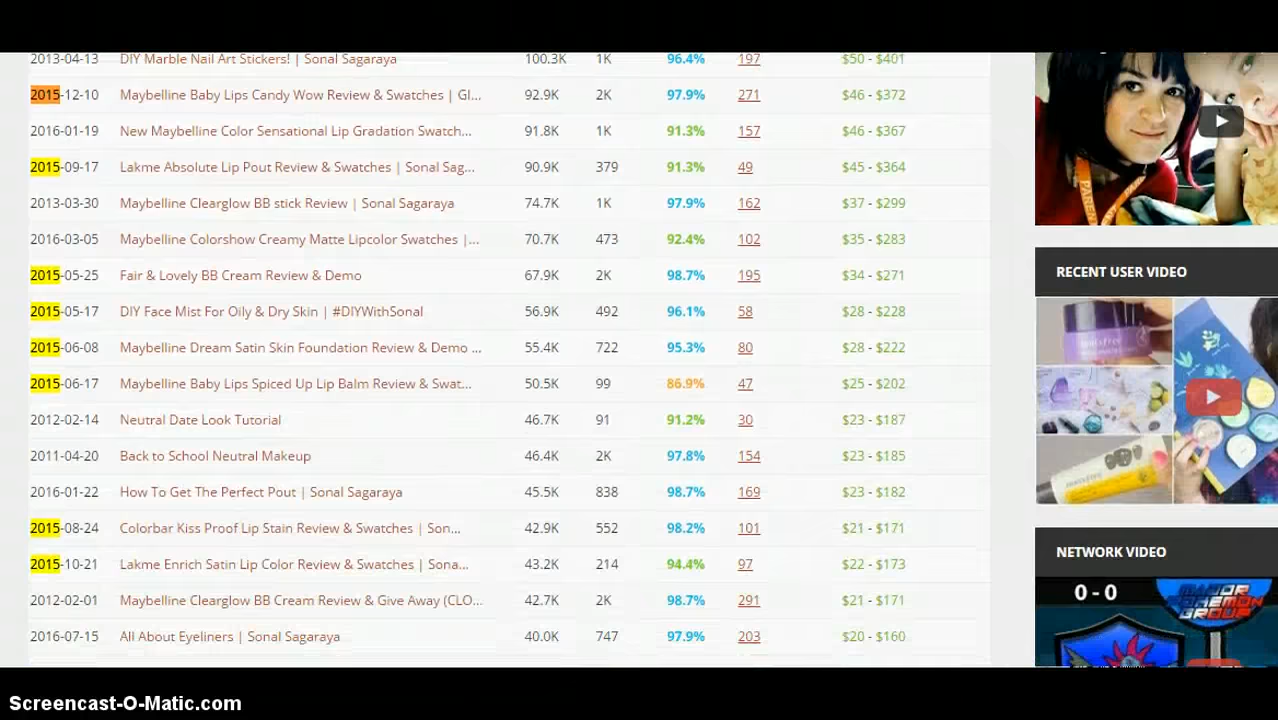 2013-04-13 DIY Marble Nail Art Stickers! | Sonal Sagaraya 100.3K 1K 96.4% 197 $50 - $401
2015-12-10 Maybelline Baby Lips Candy Wow Review & Swatches | Gl... 92.9K 2K 97.9% 271 $46 - $372
2016-01-19 New Maybelline Color Sensational Lip Gradation Swatch... 91.8K 1K 91.3% 157 $46 - $367
2015-09-17 Lakme Absolute Lip Pout Review & Swatches | Sonal Sag... 90.9K 379 91.3% 49 $45 - $364
2013-03-30 Maybelline Clearglow BB stick Review | Sonal Sagaraya 74.7K 1K 97.9% 162 $37 - $299
2016-03-05 Maybelline Colorshow Creamy Matte Lipcolor Swatches |... 70.7K 473 92.4% 102 $35 - $283
2015-05-25 Fair & Lovely BB Cream Review & Demo 67.9K 2K 98.7% 195 $34 - $271
2015-05-17 DIY Face Mist For Oily & Dry Skin | #DIYWithSonal 56.9K 492 96.1% 58 $28 - $228
2015-06-08 Maybelline Dream Satin Skin Foundation Review & Demo ... 55.4K 722 95.3% 80 $28 - $222
2015-06-17 Maybelline Baby Lips Spiced Up Lip Balm Review & Swat... 50.5K 99 86.9% 47 $25 - $202
2012-02-14 Neutral Date Look Tutorial 46.7K 91 91.2% 30 $23 - $187
2011-04-20 Back to School Neutral Makeup 46.4K 2K 97.8% 154 $23 - $185
2016-01-22 How To Get The Perfect Pout | Sonal Sagaraya 45.5K 838 98.7% 169 $23 - $182
2015-08-24 Colorbar Kiss Proof Lip Stain Review & Swatches | Son... 42.9K 552 98.2% 101 $21 - $171
2015-10-21 Lakme Enrich Satin Lip Color Review & Swatches | Sona... 43.2K 214 94.4% 97 $22 - $173
2012-02-01 Maybelline Clearglow BB Cream Review & Give Away (CLO... 42.7K 2K 98.7% 291 $21 - $171
2016-07-15 All About Eyeliners | Sonal Sagaraya 40.0K 747 97.9% 203 $20 - $160
RECENT USER VIDEO
innisfree
NETWORK VIDEO
0 - 0
MAJOR
POKEMON
GROUP
Screencast-O-Matic.com